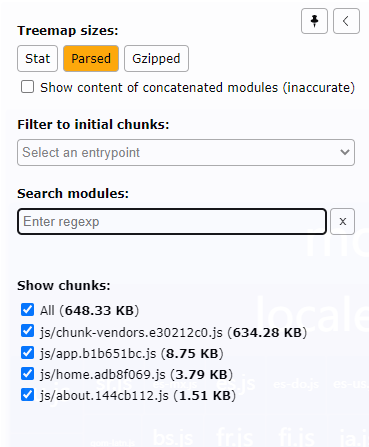 Treemap sizes:
Stat Parsed Gzipped
Show content of concatenated modules (inaccurate)
Filter to initial chunks:
Select an entrypoint
Search modules:
Enter regexp x
Show chunks:
locale
All (648.33 KB)
js/chunk-vendors.e30212c0.js (634.28 KB)
js/app.b1b651bc.js (8.75 KB)
js/home.adb8f069.js (3.79 KB)
es-do.js
js/about.144cb112.js (1.51 KB)
bs.js fr.js fi.js